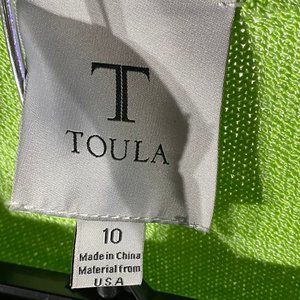 T
TOULA
10
Made in China
Material from
USA